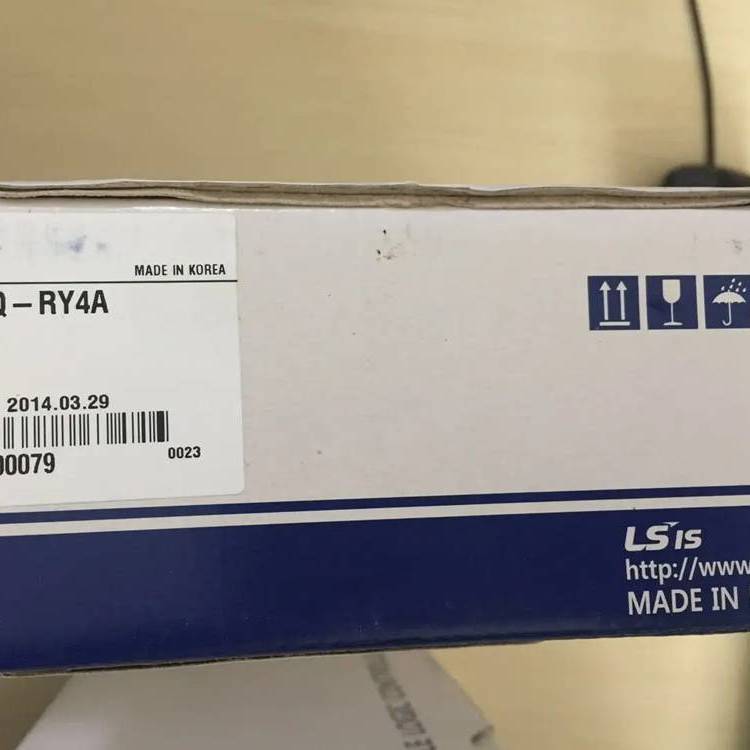 MADE IN KOREA
Q-RY4A
2014.03.29
00079
0023
LS IS
http://www
MADE IN